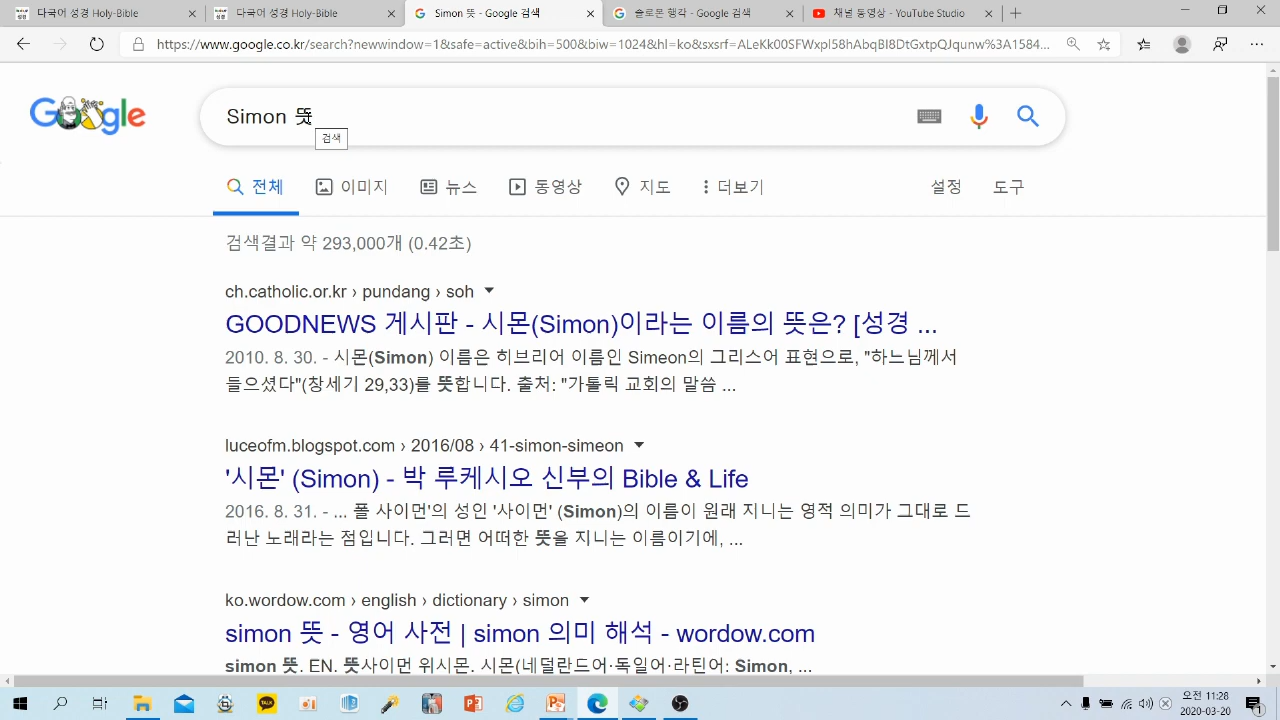 다국어 성경 Holy-Bible
다국어 성경 Holy-Bible
Simon 뜻 - Google 검색
솔로몬 행각 - Google 검색
채널 동영상 - YouTube Studio
https://www.google.co.kr/search?newwindow=1&safe=active&bih=500&biw=1024&hl=ko&sxsrf=ALeKk00SFWxpl58hAbqBI8DtGxtpQJqunw%3A1584...
Google
Simon 뜻
검색
전체
이미지
뉴스
동영상
지도
더보기
설정
도구
검색결과 약 293,000개 (0.42초)
ch.catholic.or.kr › pundang › soh
GOODNEWS 게시판 - 시몬(Simon)이라는 이름의 뜻은? [성경 ...
2010. 8. 30. - 시몬(Simon) 이름은 히브리어 이름인 Simeon의 그리스어 표현으로, "하느님께서
들으셨다"(창세기 29,33)를 뜻합니다. 출처: "가톨릭 교회의 말씀 ...
luceofm.blogspot.com › 2016/08 › 41-simon-simeon
'시몬' (Simon) - 박 루케시오 신부의 Bible & Life
2016. 8. 31. - ... 폴 사이먼'의 성인 '사이먼' (Simon)의 이름이 원래 지니는 영적 의미가 그대로 드
러난 노래라는 점입니다. 그러면 어떠한 뜻을 지니는 이름이기에, ...
ko.wordow.com › english › dictionary › simon
simon 뜻 - 영어 사전 | simon 의미 해석 - wordow.com
simon 뜻. EN. 뜻사이먼 위시몬. 시몬(네덜란드어·독일어·라틴어: Simon, ...
TALK
오전 11:28
2020-03-20
1